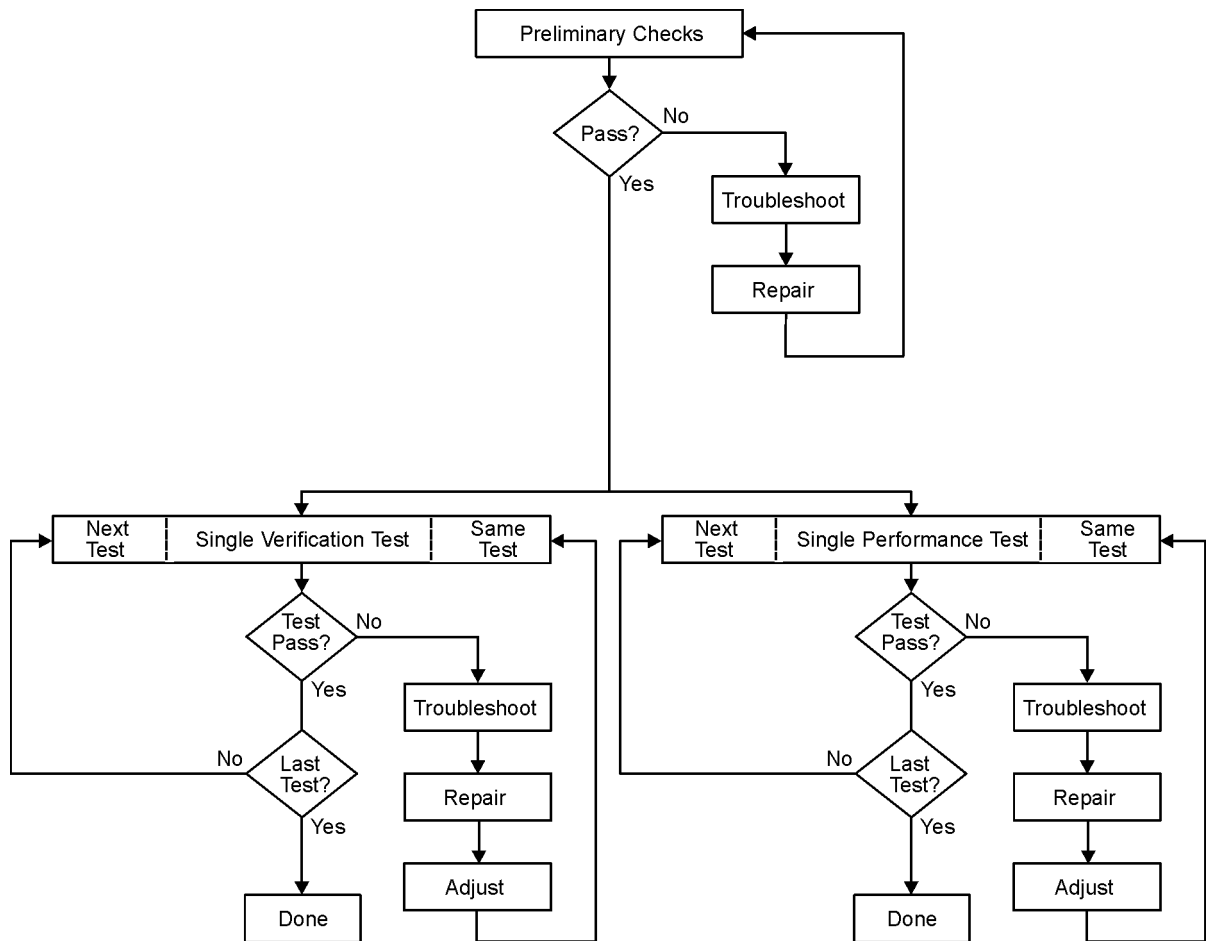 Preliminary Checks
Pass?
No
Yes
Troubleshoot
Repair
Next
Test
Single Verification Test
Same
Test
Test
Pass?
No
Yes
Troubleshoot
No
Last
Test?
Yes
Repair
Adjust
Done
Next
Test
Single Performance Test
Same
Test
Test
Pass?
No
Yes
Troubleshoot
No
Last
Test?
Yes
Repair
Adjust
Done